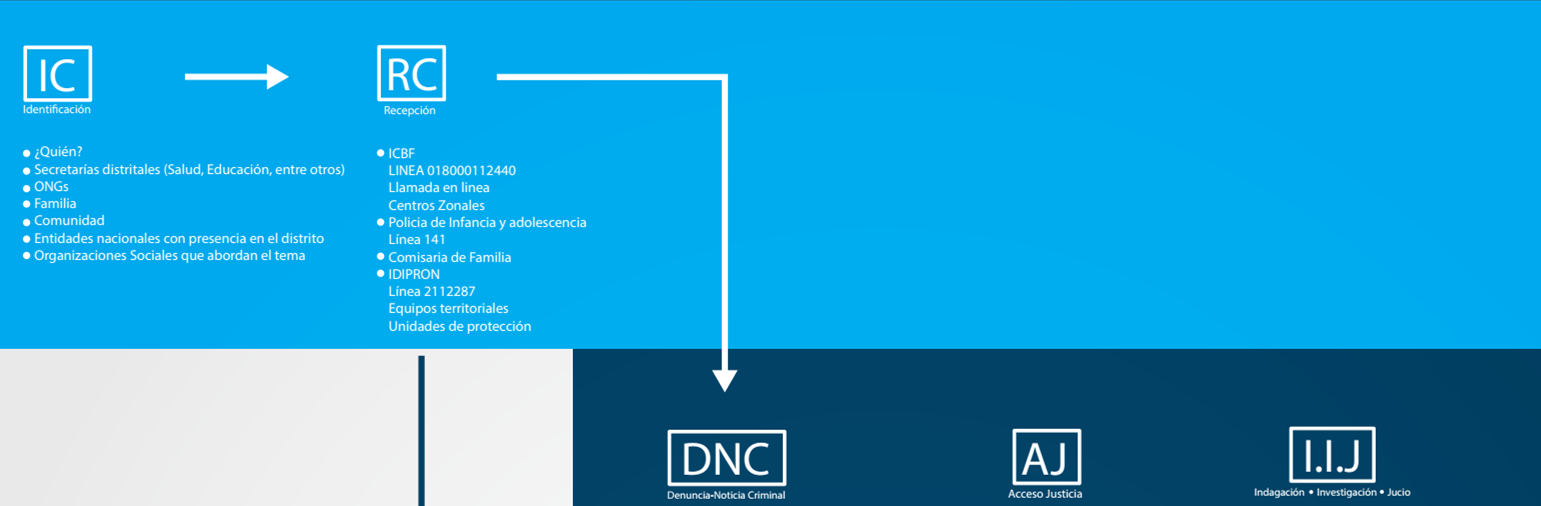 IC
Identificación
¿Quién?
Secretarías distritales (Salud, Educación, entre otros)
ONGs
Familia
Comunidad
Entidades nacionales con presencia en el distrito
Organizaciones Sociales que abordan el tema
RC
Recepción
ICBF
LINEA 018000112440
Llamada en linea
Centros Zonales
Policia de Infancia y adolescencia
Línea 141
Comisaria de Familia
IDIPRON
Línea 2112287
Equipos territoriales
Unidades de protección
DNC
Denuncia-Noticia Criminal
AJ
Acceso Justicia
I.I.J
Indagación • Investigación • Jucio